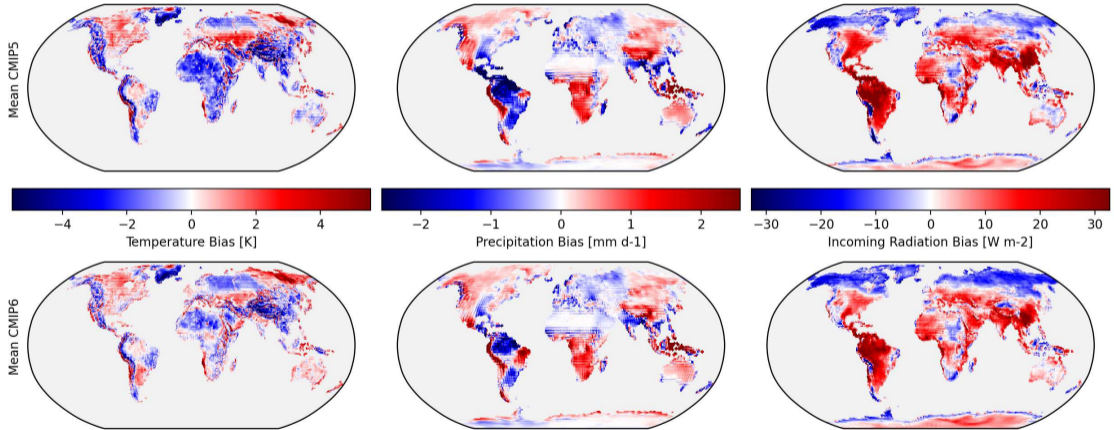 Mean CMIP5
−4 −2 0 2 4
Temperature Bias [K]
−2 −1 0 1 2
Precipitation Bias [mm d-1]
−30 −20 −10 0 10 20 30
Incoming Radiation Bias [W m-2]
Mean CMIP6